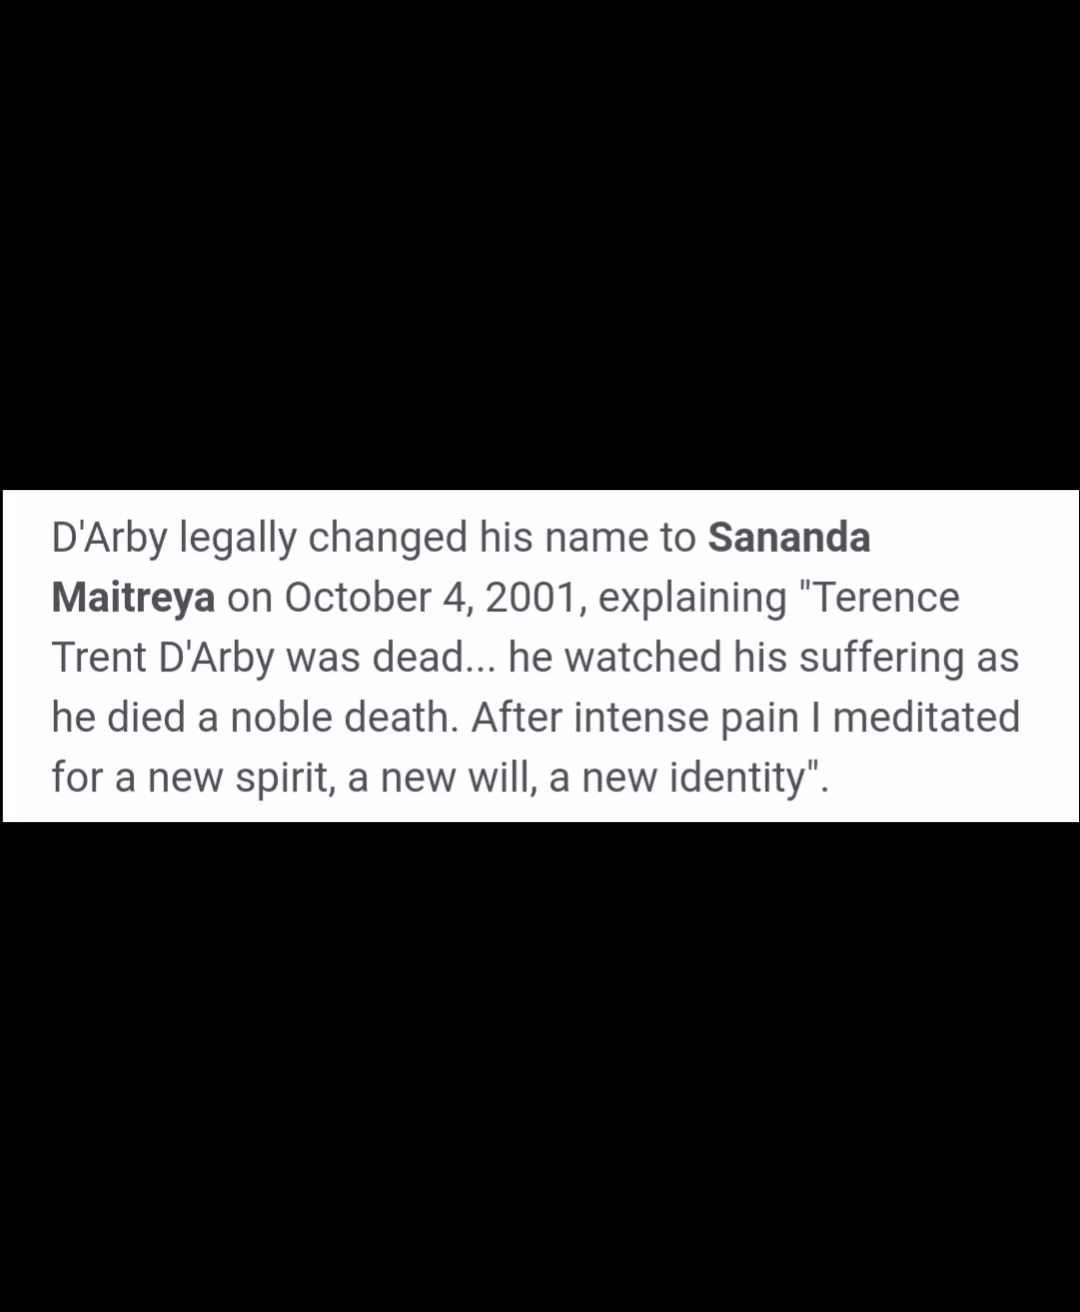 D'Arby legally changed his name to Sananda
Maitreya on October 4, 2001, explaining "Terence
Trent D'Arby was dead... he watched his suffering as
he died a noble death. After intense pain I meditated
for a new spirit, a new will, a new identity".